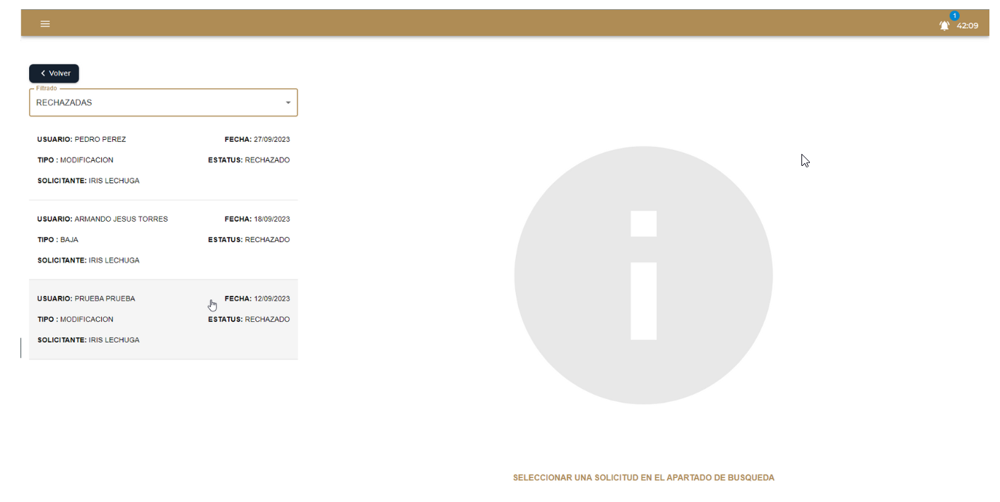 1
42:09
Volver
Filtrado
RECHAZADAS
USUARIO: PEDRO PEREZ FECHA: 27/09/2023
TIPO : MODIFICACION ESTATUS: RECHAZADO
SOLICITANTE: IRIS LECHUGA
USUARIO: ARMANDO JESUS TORRES FECHA: 18/09/2023
TIPO : BAJA ESTATUS: RECHAZADO
SOLICITANTE: IRIS LECHUGA
USUARIO: PRUEBA PRUEBA FECHA: 12/09/2023
TIPO : MODIFICACION ESTATUS: RECHAZADO
SOLICITANTE: IRIS LECHUGA
SELECCIONAR UNA SOLICITUD EN EL APARTADO DE BUSQUEDA